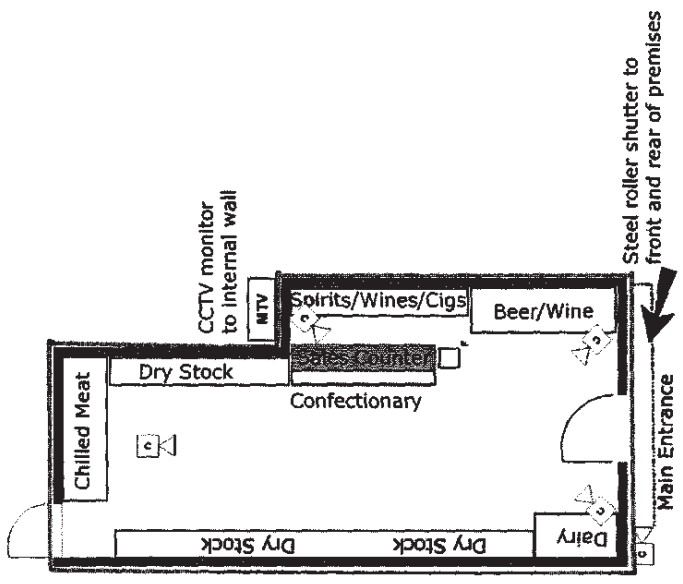 Steel roller shutter to
front and rear of premises
CCTV monitor
to internal wall
MTV
Spirits/Wines/Cigs
Beer/Wine
C
C
Sales Counter
Dry Stock
Confectionary
Chilled Meat
C
Main Entrance
C
Dairy
Dry Stock
Dry Stock
C